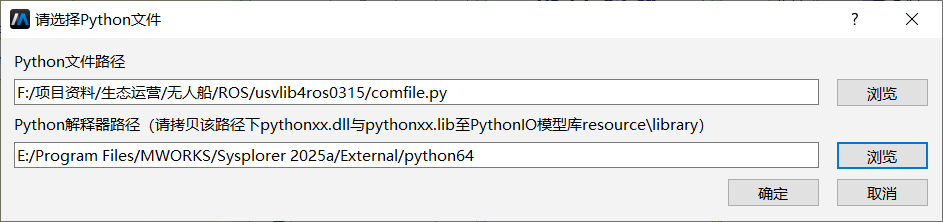 请选择Python文件
?
Python文件路径
F:/项目资料/生态运营/无人船/ROS/usvlib4ros0315/comfile.py
浏览
Python解释器路径（请拷贝该路径下pythonxx.dll与pythonxx.lib至PythonIO模型库resource\library）
E:/Program Files/MWORKS/Sysplorer 2025a/External/python64
浏览
确定
取消